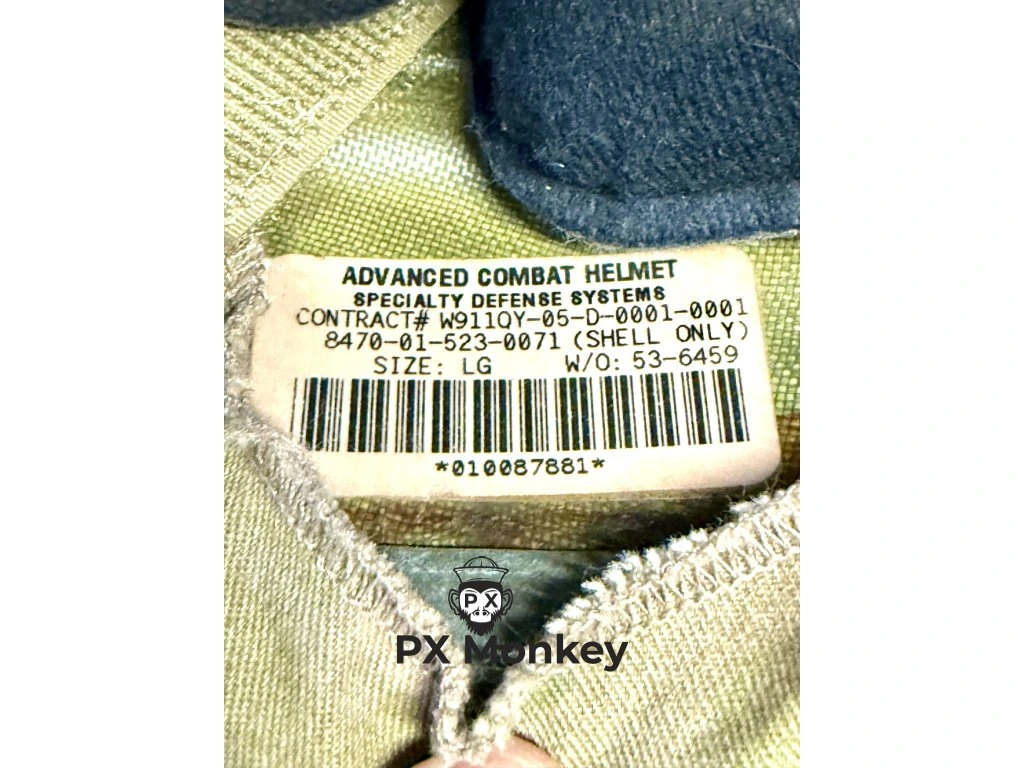 ADVANCED COMBAT HELMET
SPECIALTY DEFENSE SYSTEMS
CONTRACT# W911QY-05-D-0001-0001
8470-01-523-0071 (SHELL ONLY)
SIZE: LG W/O: 53-6459
*010087881*
P X
PX Monkey